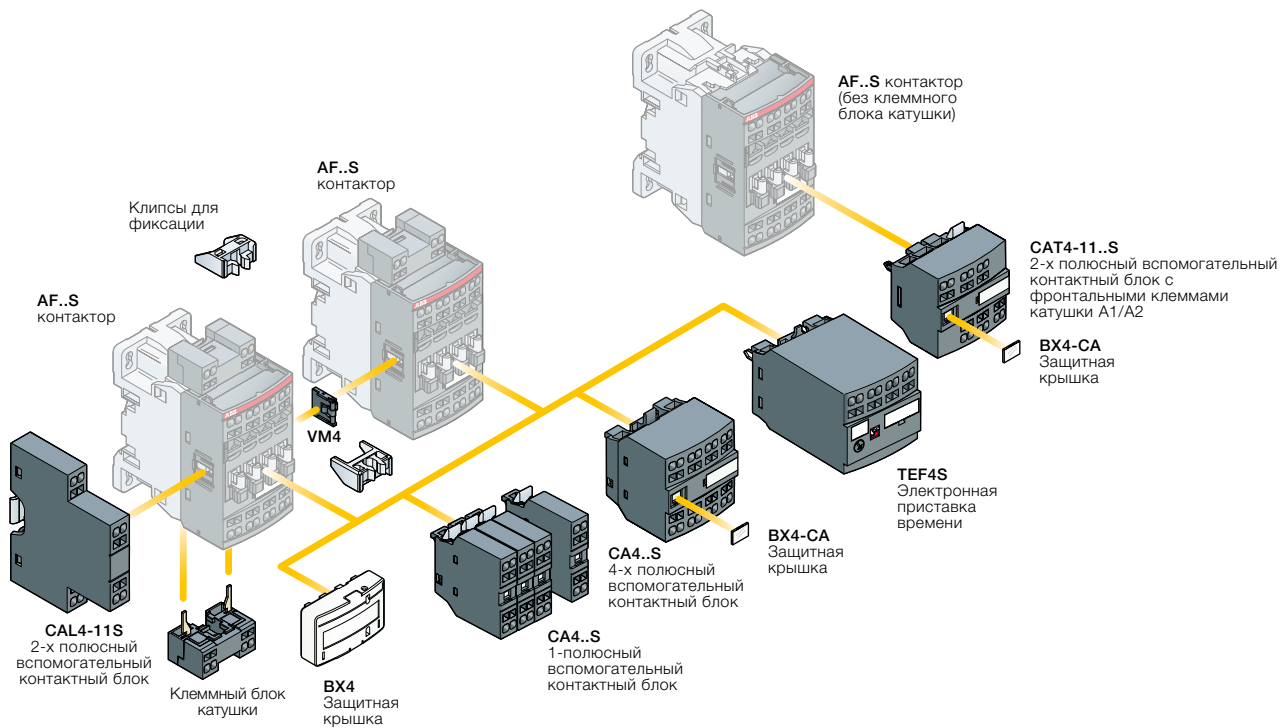 AF..S контактор
(без клеммного
блока катушки)
AF..S
контактор
Клипсы для
фиксации
AF..S
контактор
CAT4-11..S
2-х полюсный вспомогательный
контактный блок с
фронтальными клеммами
катушки A1/A2
BX4-CA
Защитная
крышка
VM4
TEF4S
Электронная
приставка
времени
BX4-CA
Защитная
крышка
CA4..S
4-х полюсный
вспомогательный
контактный блок
CAL4-11S
2-х полюсный
вспомогательный
контактный блок
CA4..S
1-полюсный
вспомогательный
контактный блок
Клеммный блок
катушки
BX4
Защитная
крышка
ABB
ABB
ABB